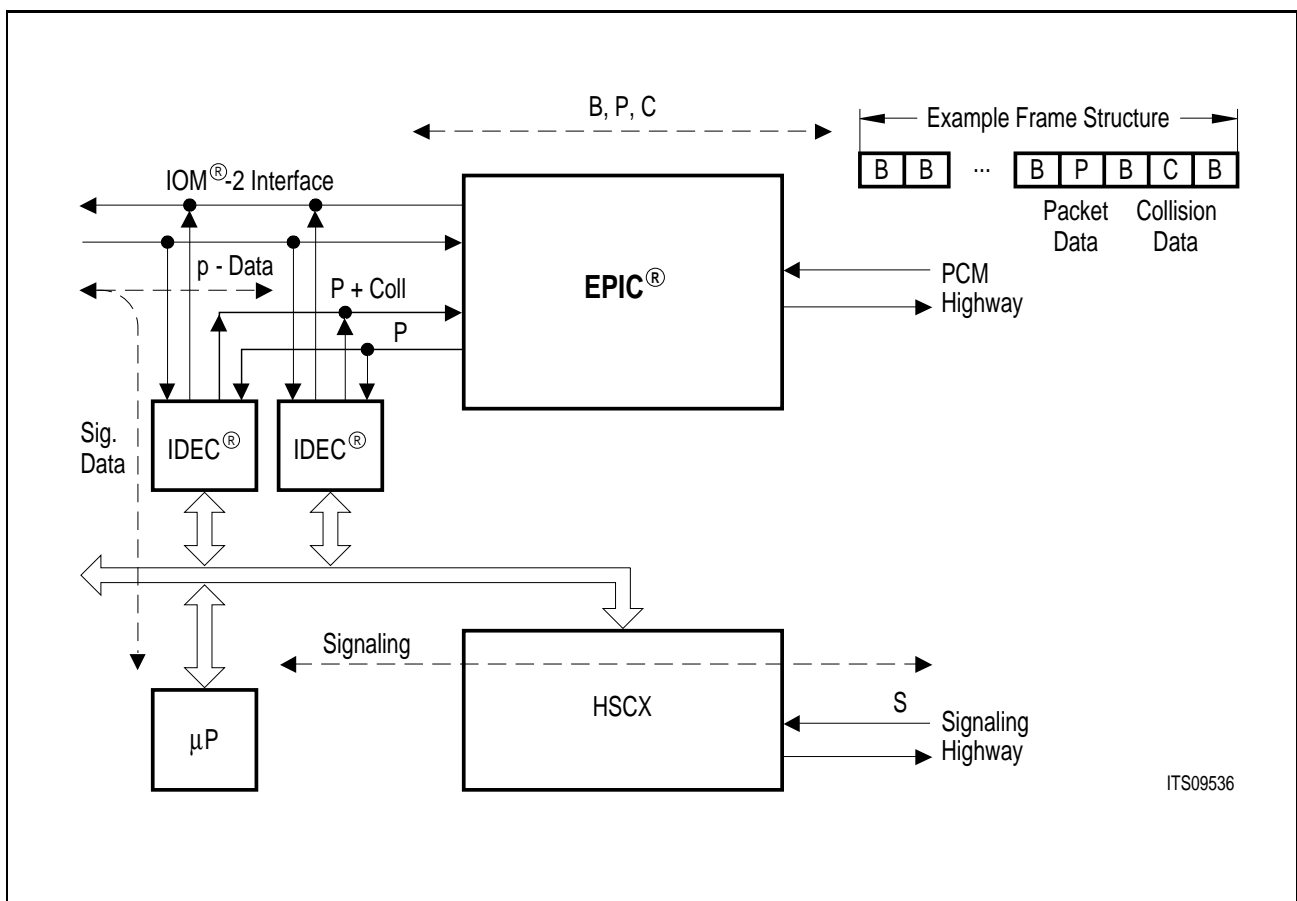 B, P, C
Example Frame Structure
B B ... B P B C B
Packet Data
Collision Data
IOM®-2 Interface
p - Data
P + Coll
P
EPIC®
PCM
Highway
IDEC®
IDEC®
Sig.
Data
Signaling
HSCX
S
Signaling
Highway
µP
ITS09536